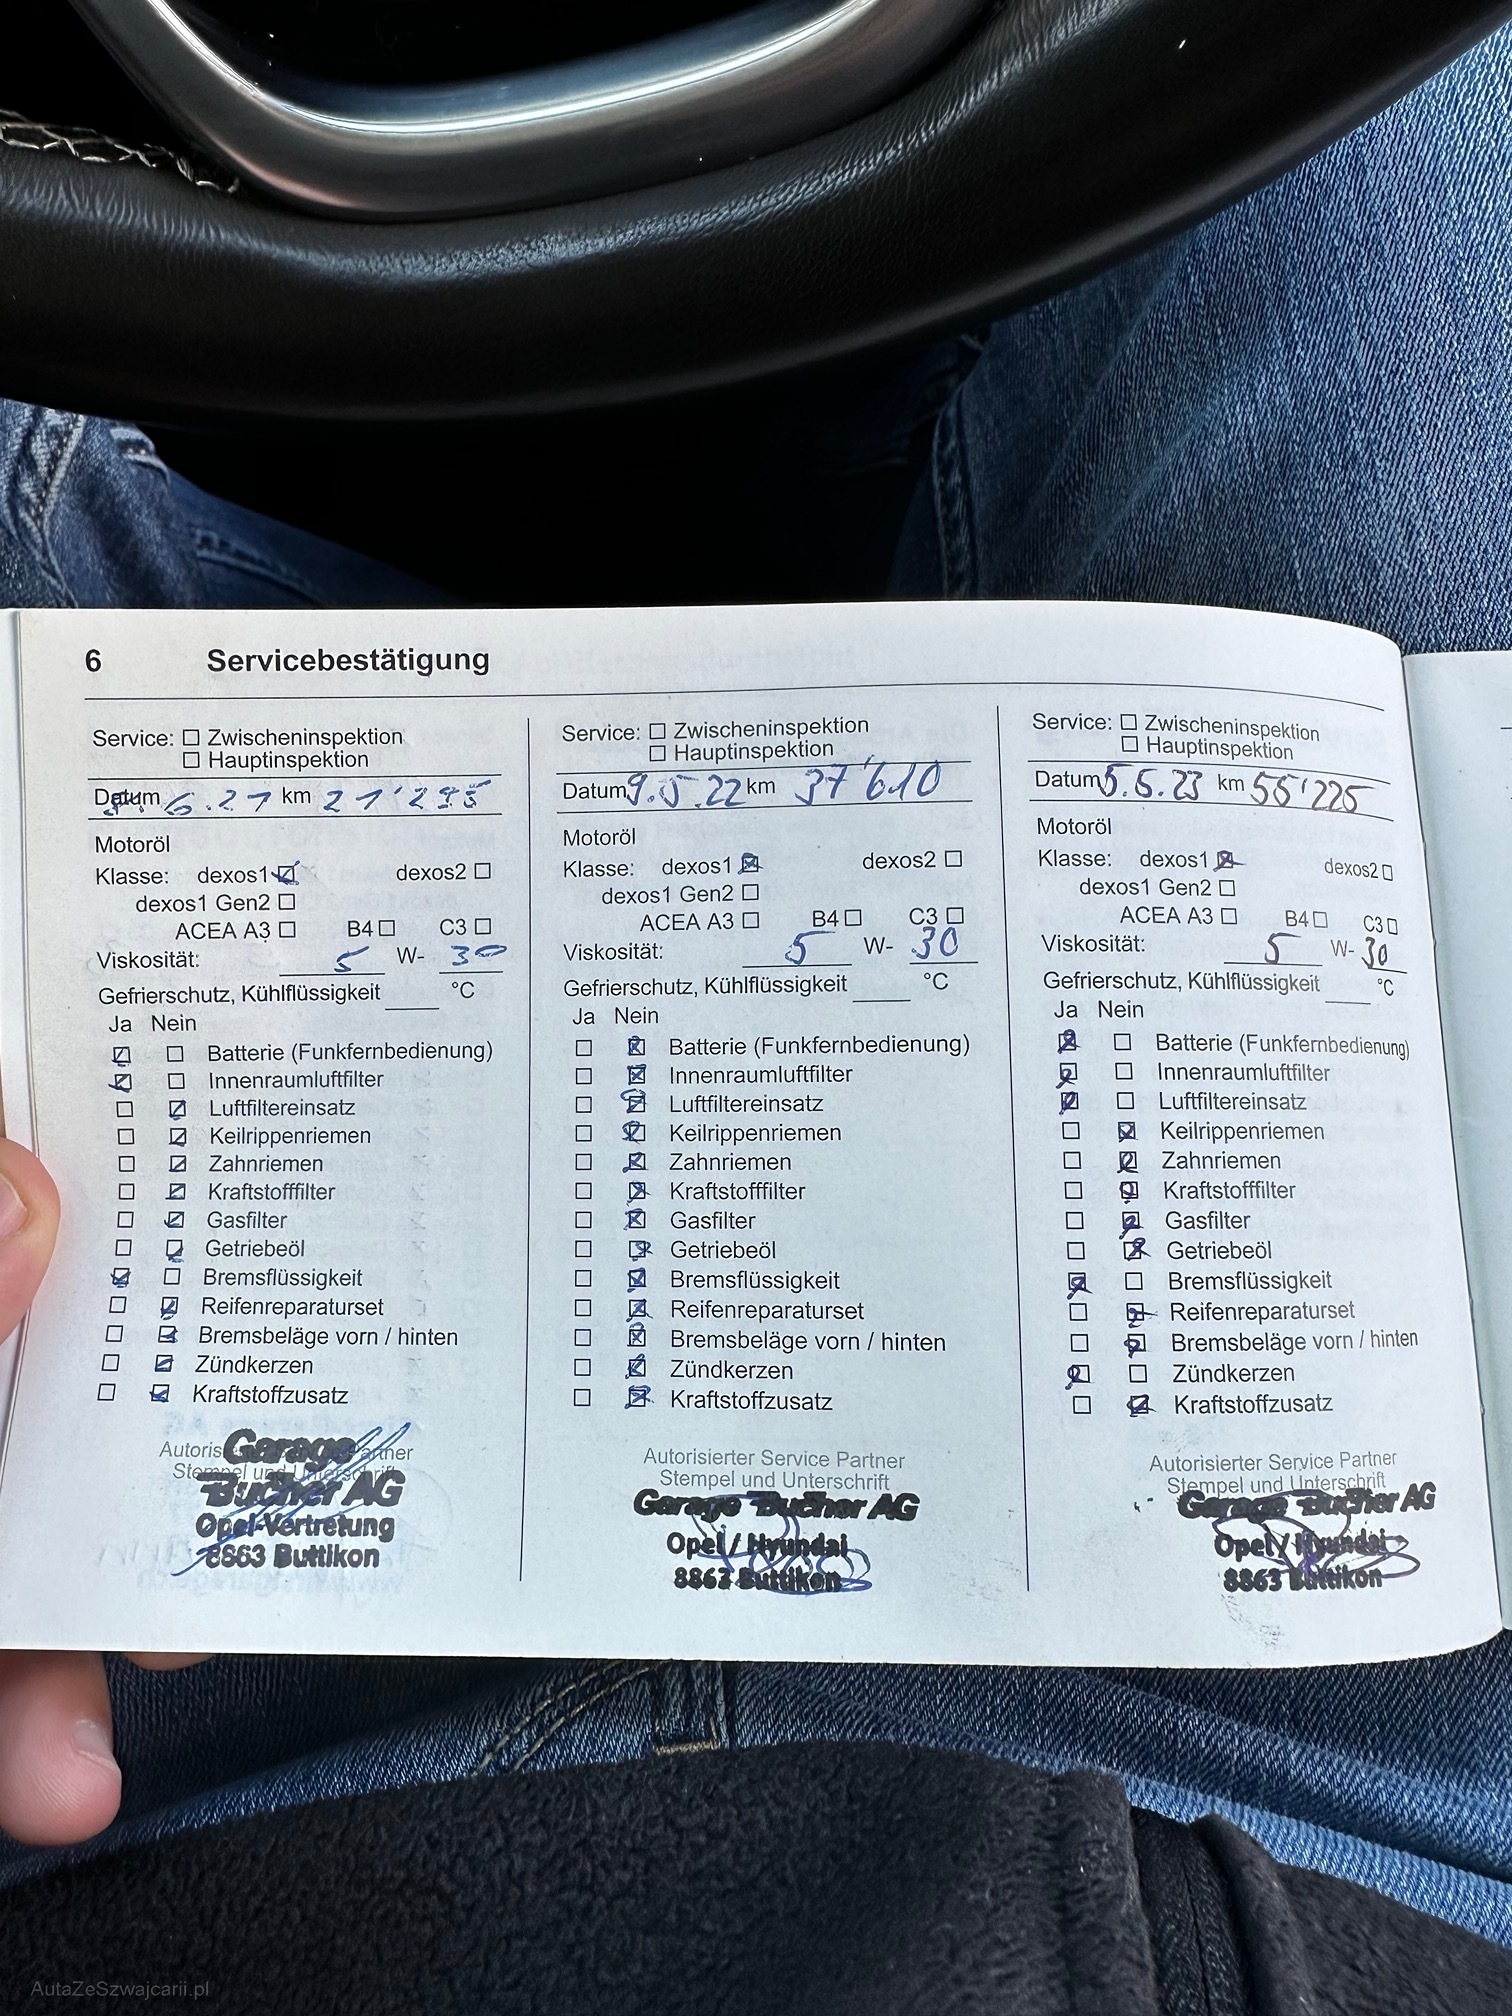 6 Servicebestätigung
Service: Zwischeninspektion
Hauptinspektion
Datum 6.21 km 21'295
Motoröl
Klasse: dexos1 dexos2
dexos1 Gen2
ACEA A3 B4 C3
Viskosität: 5 W- 30
Gefrierschutz, Kühlflüssigkeit °C
Ja Nein
Batterie (Funkfernbedienung)
Innenraumluftfilter
Luftfiltereinsatz
Keilrippenriemen
Zahnriemen
Kraftstofffilter
Gasfilter
Getriebeöl
Bremsflüssigkeit
Reifenreparaturset
Bremsbeläge vorn / hinten
Zündkerzen
Kraftstoffzusatz
Partner
Stempel und Unterschrift
Garage
Bucher AG
Opel-Vertretung
8863 Buttikon
Service: Zwischeninspektion
Hauptinspektion
Datum 9.5.22 km 37'610
Motoröl
Klasse: dexos1 dexos2
dexos1 Gen2
ACEA A3 B4 C3
Viskosität: 5 W- 30
Gefrierschutz, Kühlflüssigkeit °C
Ja Nein
Batterie (Funkfernbedienung)
Innenraumluftfilter
Luftfiltereinsatz
Keilrippenriemen
Zahnriemen
Kraftstofffilter
Gasfilter
Getriebeöl
Bremsflüssigkeit
Reifenreparaturset
Bremsbeläge vorn / hinten
Zündkerzen
Kraftstoffzusatz
Autorisierter Service Partner
Stempel und Unterschrift
Garage Bucher AG
Opel / Hyundai
8863 Buttikon
Service: Zwischeninspektion
Hauptinspektion
Datum 5.5.23 km 55'225
Motoröl
Klasse: dexos1 dexos2
dexos1 Gen2
ACEA A3 B4 C3
Viskosität: 5 W- 30
Gefrierschutz, Kühlflüssigkeit °C
Ja Nein
Batterie (Funkfernbedienung)
Innenraumluftfilter
Luftfiltereinsatz
Keilrippenriemen
Zahnriemen
Kraftstofffilter
Gasfilter
Getriebeöl
Bremsflüssigkeit
Reifenreparaturset
Bremsbeläge vorn / hinten
Zündkerzen
Kraftstoffzusatz
Autorisierter Service Partner
Stempel und Unterschrift
Garage Bucher AG
Opel / Hyundai
8863 Buttikon
AutaZeSzwajcarii.pl